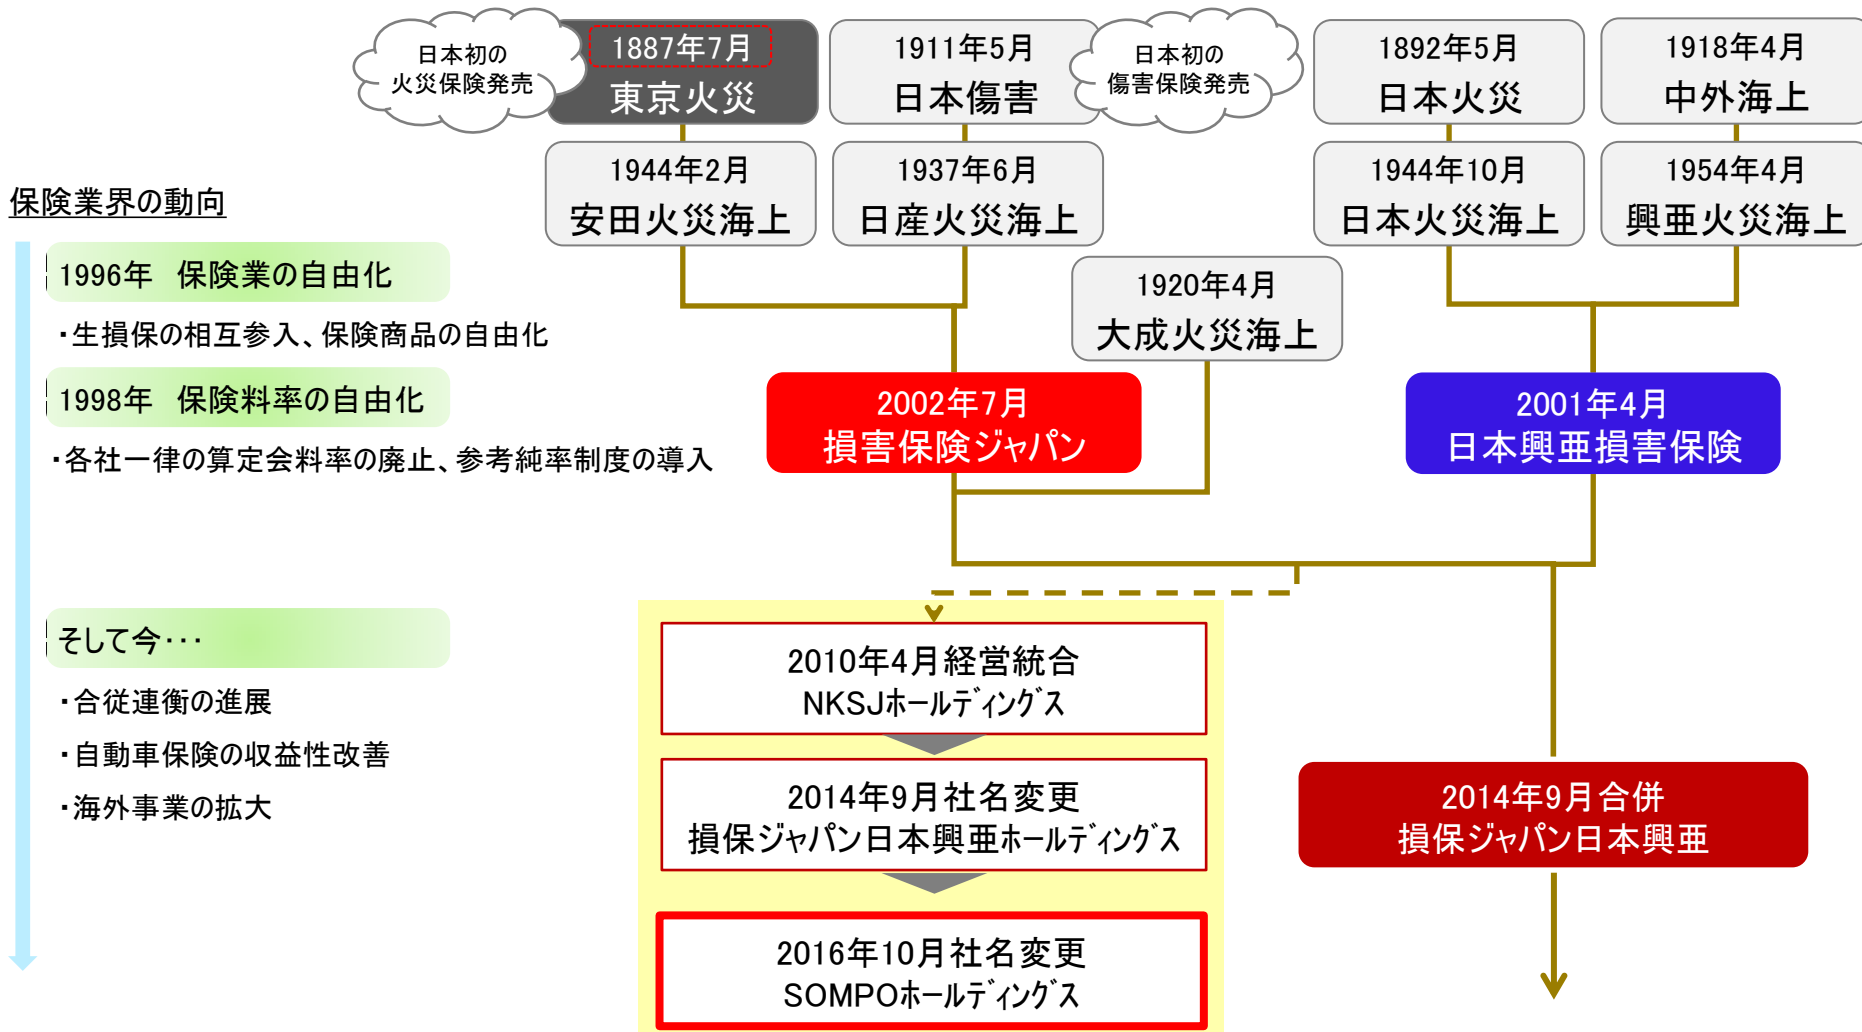 日本初の
火災保険発売
1887年7月
東京火災
1911年5月
日本傷害
日本初の
傷害保険発売
1892年5月
日本火災
1918年4月
中外海上
1944年2月
安田火災海上
1937年6月
日産火災海上
1944年10月
日本火災海上
1954年4月
興亜火災海上
保険業界の動向
1996年 保険業の自由化
・生損保の相互参入、保険商品の自由化
1920年4月
大成火災海上
1998年 保険料率の自由化
・各社一律の算定会料率の廃止、参考純率制度の導入
2002年7月
損害保険ジャパン
2001年4月
日本興亜損害保険
そして今・・・
・合従連衡の進展
・自動車保険の収益性改善
・海外事業の拡大
2010年4月経営統合
NKSJホールディングス
2014年9月社名変更
損保ジャパン日本興亜ホールディングス
2016年10月社名変更
SOMPOホールディングス
2014年9月合併
損保ジャパン日本興亜